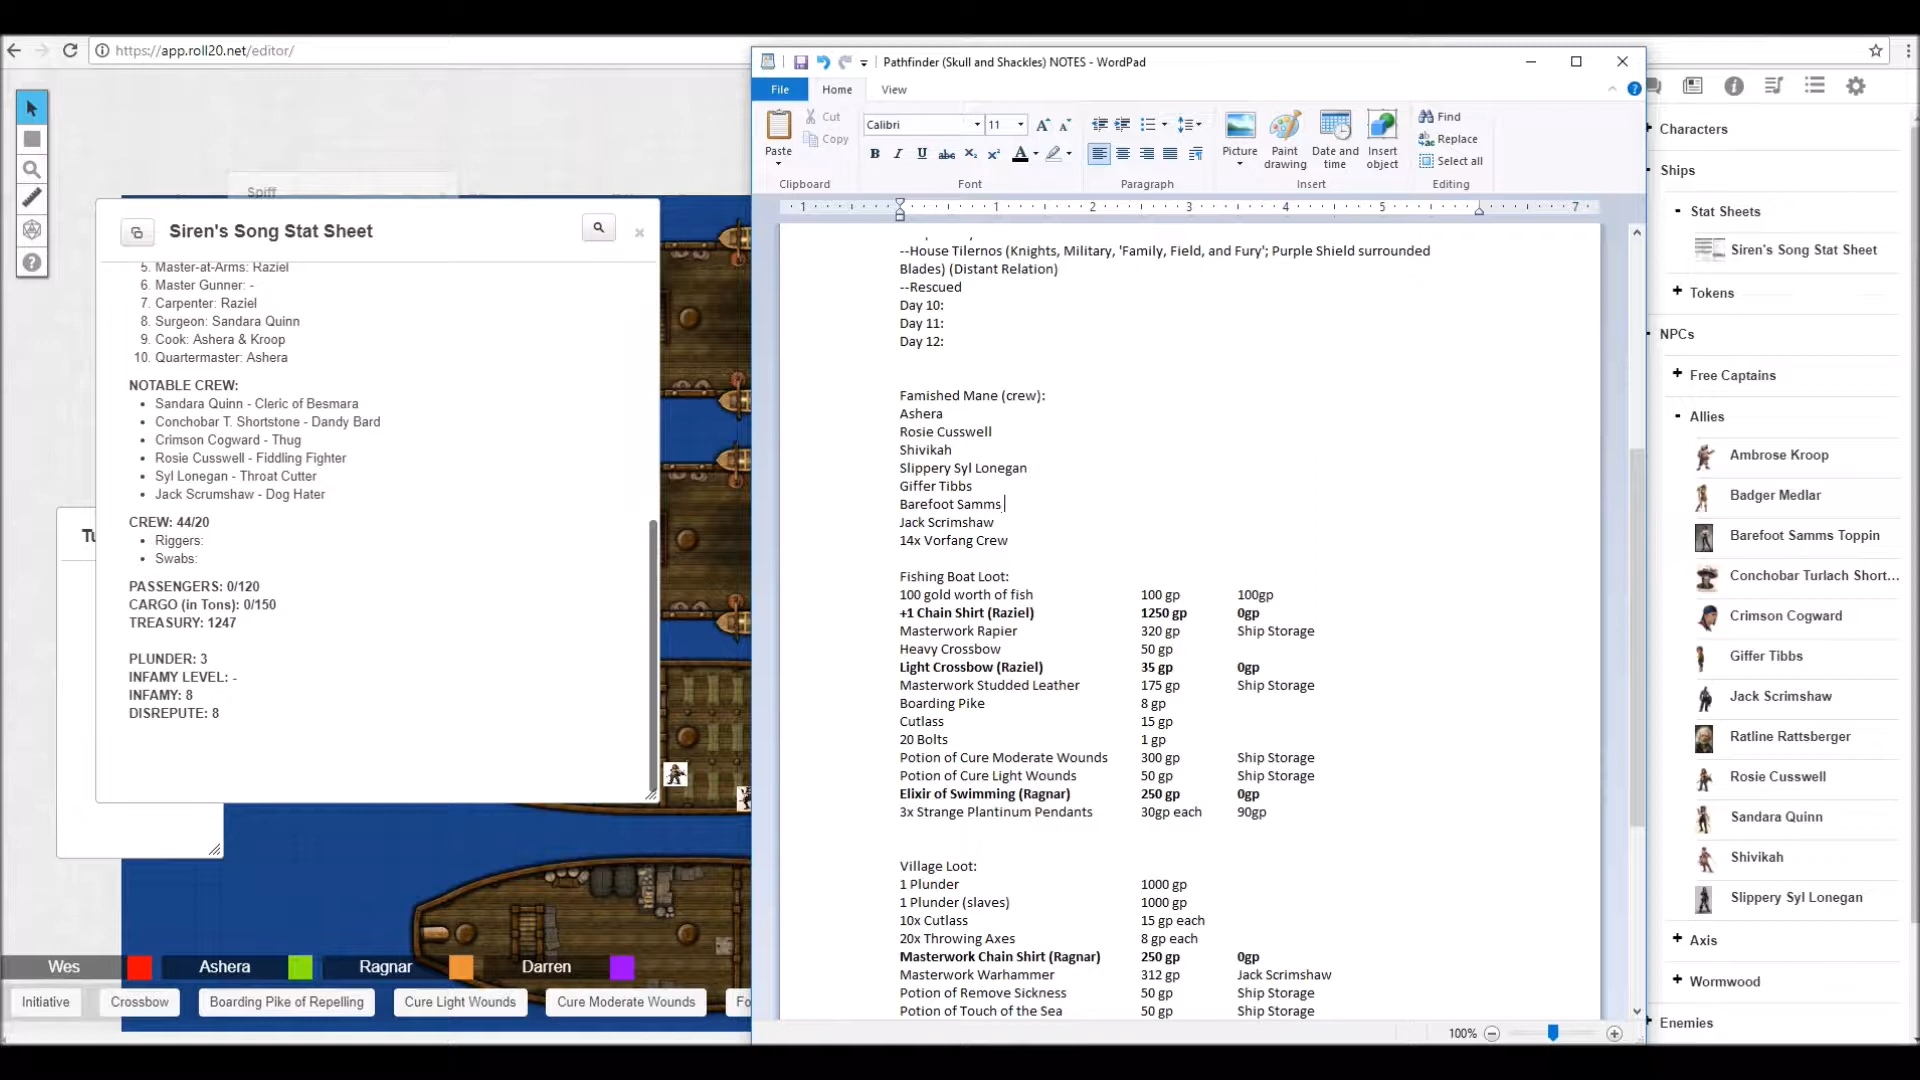 https://app.roll20.net/editor/
Spiff
Siren's Song Stat Sheet
5. Master-at-Arms: Raziel
6. Master Gunner: -
7. Carpenter: Raziel
8. Surgeon: Sandara Quinn
9. Cook: Ashera & Kroop
10. Quartermaster: Ashera
NOTABLE CREW:
Sandara Quinn - Cleric of Besmara
Conchobar T. Shortstone - Dandy Bard
Crimson Cogward - Thug
Rosie Cusswell - Fiddling Fighter
Syl Lonegan - Throat Cutter
Jack Scrumshaw - Dog Hater
CREW: 44/20
Riggers:
Swabs:
PASSENGERS: 0/120
CARGO (in Tons): 0/150
TREASURY: 1247
PLUNDER: 3
INFAMY LEVEL: -
INFAMY: 8
DISREPUTE: 8
Tu
Wes
Ashera
Ragnar
Darren
Initiative
Crossbow
Boarding Pike of Repelling
Cure Light Wounds
Cure Moderate Wounds
Fo
Pathfinder (Skull and Shackles) NOTES - WordPad
File
Home
View
Paste
Cut
Copy
Clipboard
Calibri
11
Font
Paragraph
Picture
Paint drawing
Date and time
Insert object
Insert
Find
Replace
Select all
Editing
1 1 2 3 4 5 7
--House Tilernos (Knights, Military, 'Family, Field, and Fury'; Purple Shield surrounded
Blades) (Distant Relation)
--Rescued
Day 10:
Day 11:
Day 12:
Famished Mane (crew):
Ashera
Rosie Cusswell
Shivikah
Slippery Syl Lonegan
Giffer Tibbs
Barefoot Samms
Jack Scrimshaw
14x Vorfang Crew
Fishing Boat Loot:
100 gold worth of fish 100 gp 100gp
+1 Chain Shirt (Raziel) 1250 gp 0gp
Masterwork Rapier 320 gp Ship Storage
Heavy Crossbow 50 gp
Light Crossbow (Raziel) 35 gp 0gp
Masterwork Studded Leather 175 gp Ship Storage
Boarding Pike 8 gp
Cutlass 15 gp
20 Bolts 1 gp
Potion of Cure Moderate Wounds 300 gp Ship Storage
Potion of Cure Light Wounds 50 gp Ship Storage
Elixir of Swimming (Ragnar) 250 gp 0gp
3x Strange Plantinum Pendants 30gp each 90gp
Village Loot:
1 Plunder 1000 gp
1 Plunder (slaves) 1000 gp
10x Cutlass 15 gp each
20x Throwing Axes 8 gp each
Masterwork Chain Shirt (Ragnar) 250 gp 0gp
Masterwork Warhammer 312 gp Jack Scrimshaw
Potion of Remove Sickness 50 gp Ship Storage
Potion of Touch of the Sea 50 gp Ship Storage
100%
Characters
Ships
Stat Sheets
Siren's Song Stat Sheet
Tokens
NPCs
Free Captains
Allies
Ambrose Kroop
Badger Medlar
Barefoot Samms Toppin
Conchobar Turlach Short...
Crimson Cogward
Giffer Tibbs
Jack Scrimshaw
Ratline Rattsberger
Rosie Cusswell
Sandara Quinn
Shivikah
Slippery Syl Lonegan
Axis
Wormwood
Enemies